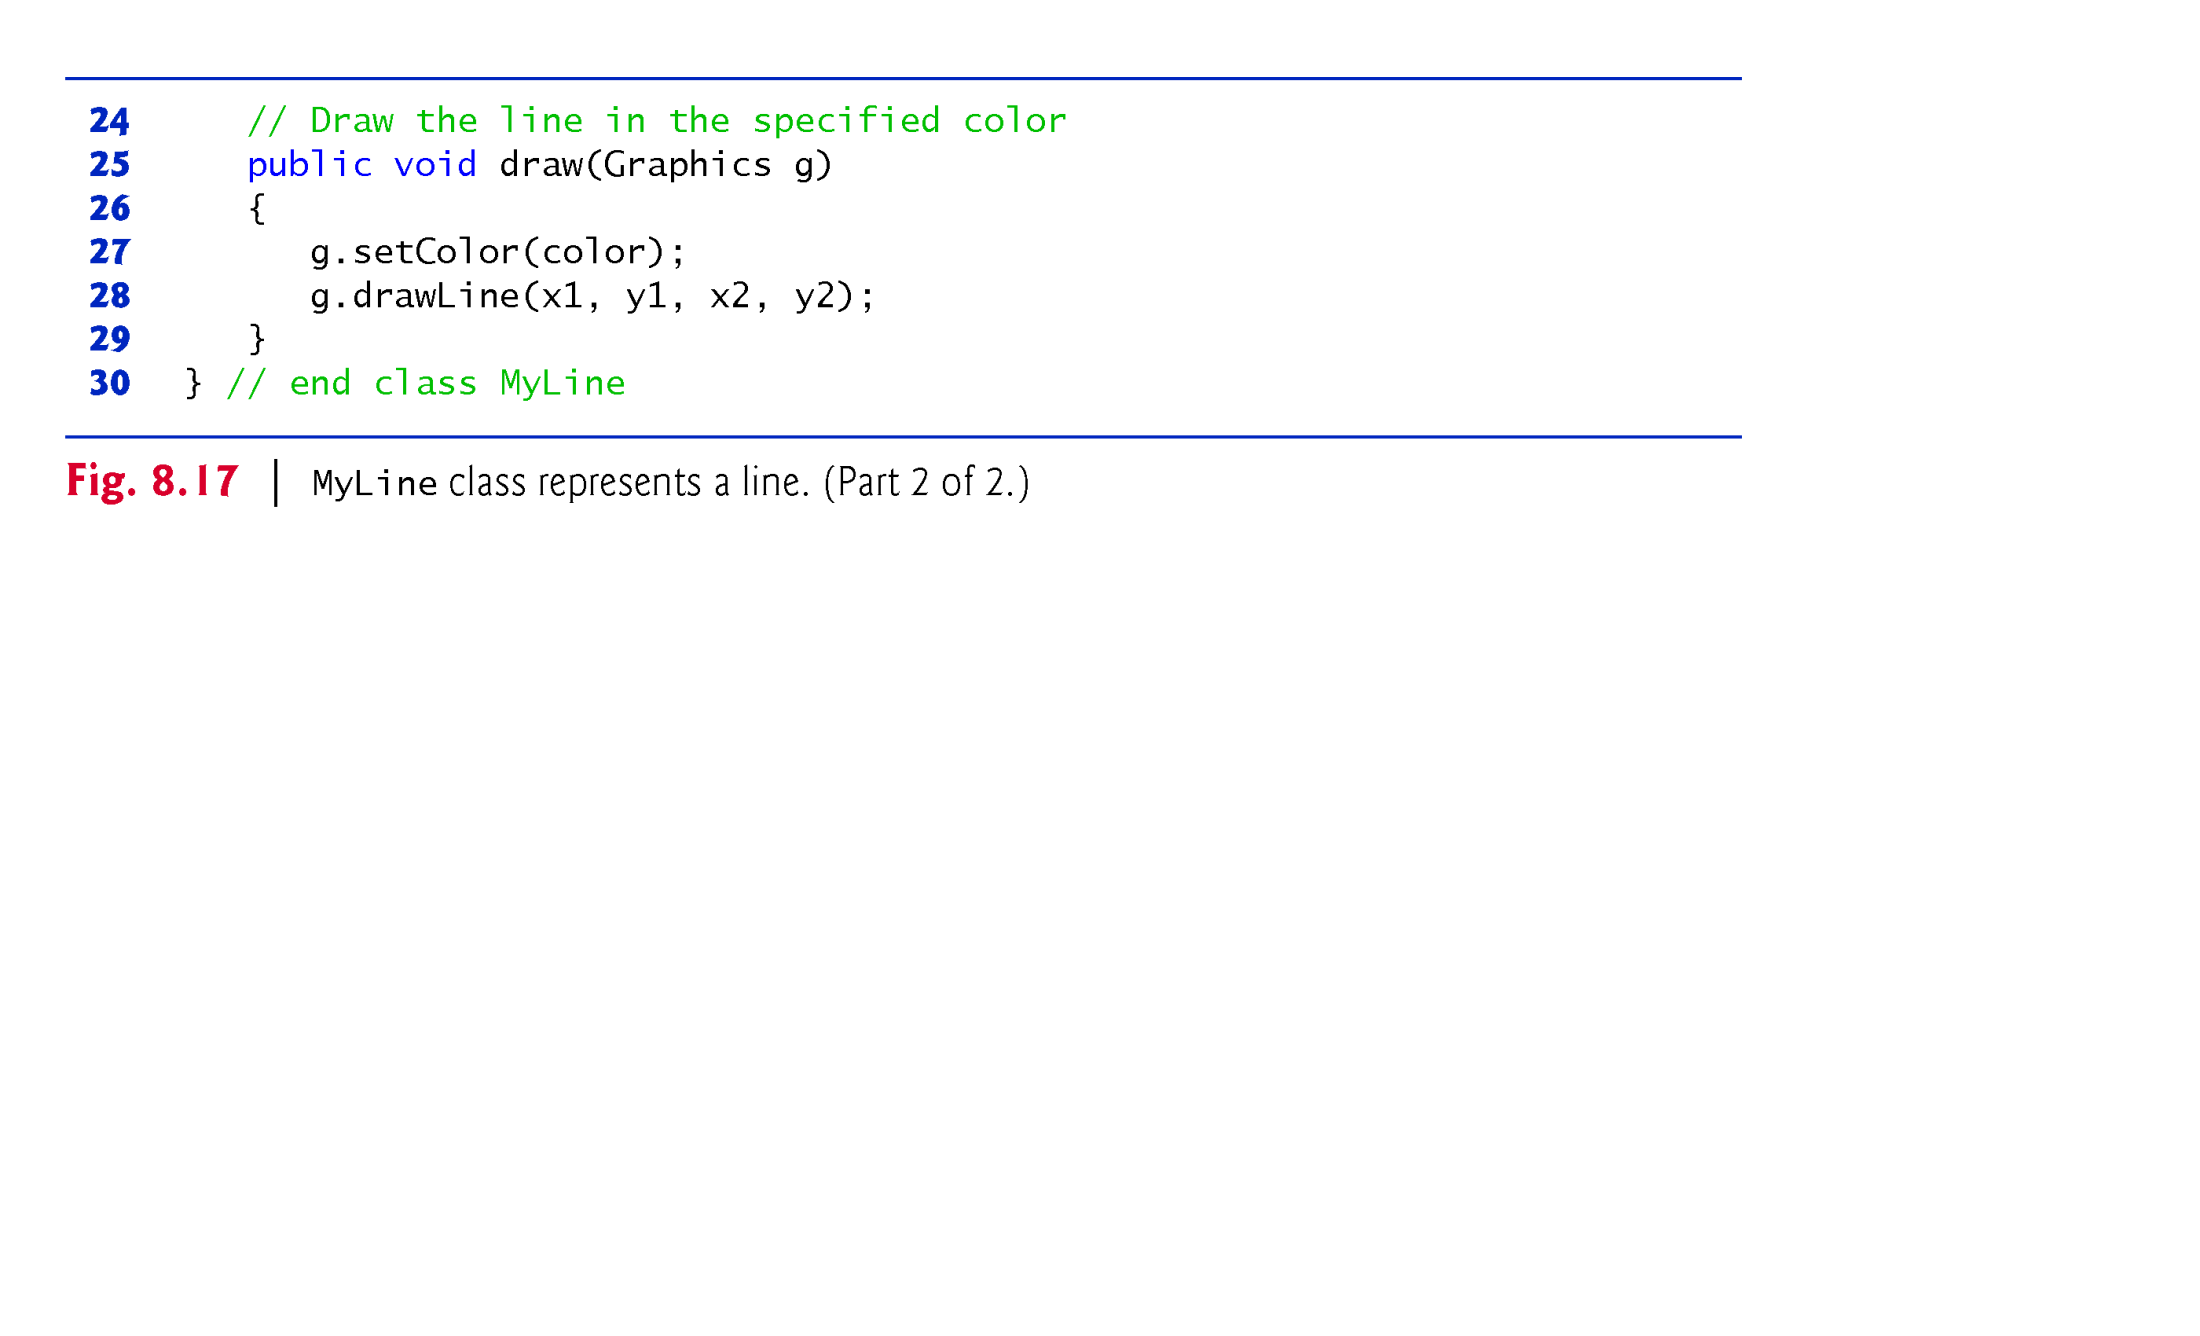 24 // Draw the line in the specified color
25 public void draw(Graphics g)
26 {
27 g.setColor(color);
28 g.drawLine(x1, y1, x2, y2);
29 }
30 } // end class MyLine
Fig. 8.17 | MyLine class represents a line. (Part 2 of 2.)